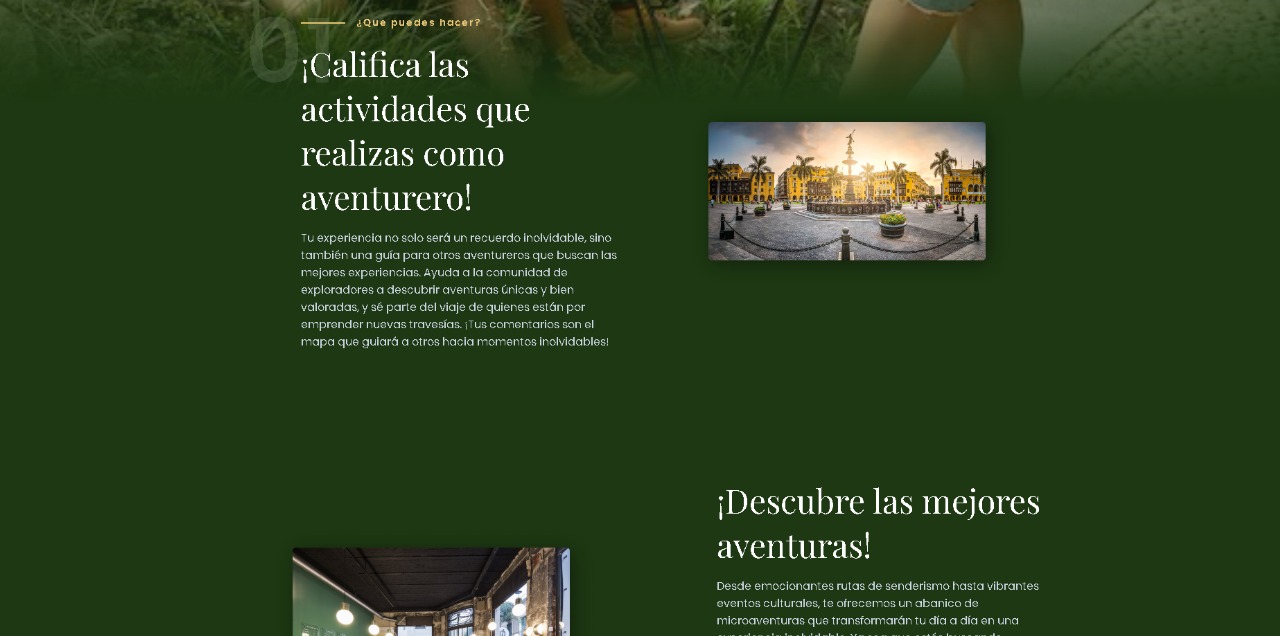 01
¿Que puedes hacer?
¡Califica las
actividades que
realizas como
aventurero!
Tu experiencia no solo será un recuerdo inolvidable, sino
también una guía para otros aventureros que buscan las
mejores experiencias. Ayuda a la comunidad de
exploradores a descubrir aventuras únicas y bien
valoradas, y sé parte del viaje de quienes están por
emprender nuevas travesías. ¡Tus comentarios son el
mapa que guiará a otros hacia momentos inolvidables!
¡Descubre las mejores
aventuras!
Desde emocionantes rutas de senderismo hasta vibrantes
eventos culturales, te ofrecemos un abanico de
microaventuras que transformarán tu día a día en una